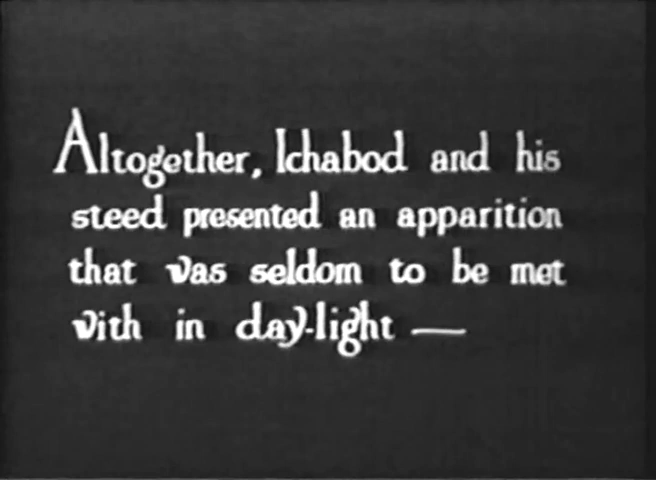 Altogether, Ichabod and his
steed presented an apparition
that was seldom to be met
with in day-light —